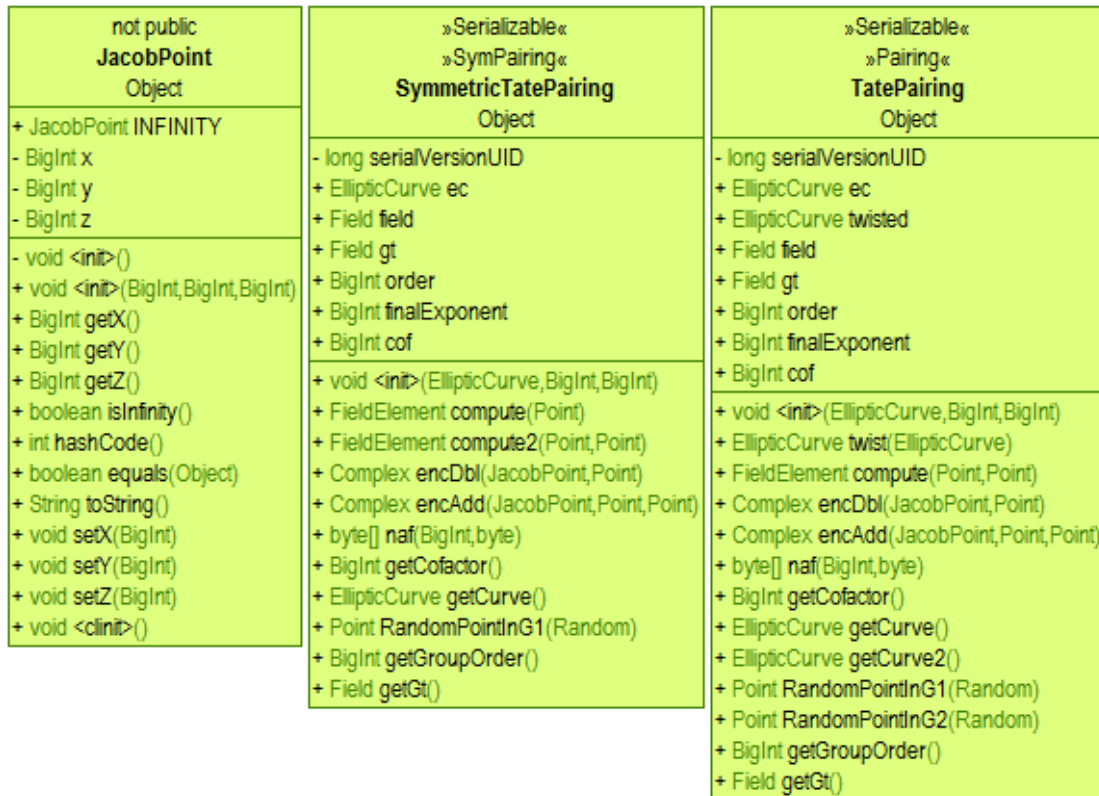 not public
JacobPoint
Object
+ JacobPoint INFINITY
- BigInt x
- BigInt y
- BigInt z
- void <init>()
+ void <init>(BigInt,BigInt,BigInt)
+ BigInt getX()
+ BigInt getY()
+ BigInt getZ()
+ boolean isInfinity()
+ int hashCode()
+ boolean equals(Object)
+ String toString()
+ void setX(BigInt)
+ void setY(BigInt)
+ void setZ(BigInt)
+ void <clinit>()
»Serializable«
»SymPairing«
SymmetricTatePairing
Object
- long serialVersionUID
+ EllipticCurve ec
+ Field field
+ Field gt
+ BigInt order
+ BigInt finalExponent
+ BigInt cof
+ void <init>(EllipticCurve,BigInt,BigInt)
+ FieldElement compute(Point)
+ FieldElement compute2(Point,Point)
+ Complex encDbl(JacobPoint,Point)
+ Complex encAdd(JacobPoint,Point,Point)
+ byte[] naf(BigInt,byte)
+ BigInt getCofactor()
+ EllipticCurve getCurve()
+ Point RandomPointInG1(Random)
+ BigInt getGroupOrder()
+ Field getGt()
»Serializable«
»Pairing«
TatePairing
Object
- long serialVersionUID
+ EllipticCurve ec
+ EllipticCurve twisted
+ Field field
+ Field gt
+ BigInt order
+ BigInt finalExponent
+ BigInt cof
+ void <init>(EllipticCurve,BigInt,BigInt)
+ EllipticCurve twist(EllipticCurve)
+ FieldElement compute(Point,Point)
+ Complex encDbl(JacobPoint,Point)
+ Complex encAdd(JacobPoint,Point,Point)
+ byte[] naf(BigInt,byte)
+ BigInt getCofactor()
+ EllipticCurve getCurve()
+ EllipticCurve getCurve2()
+ Point RandomPointInG1(Random)
+ Point RandomPointInG2(Random)
+ BigInt getGroupOrder()
+ Field getGt()